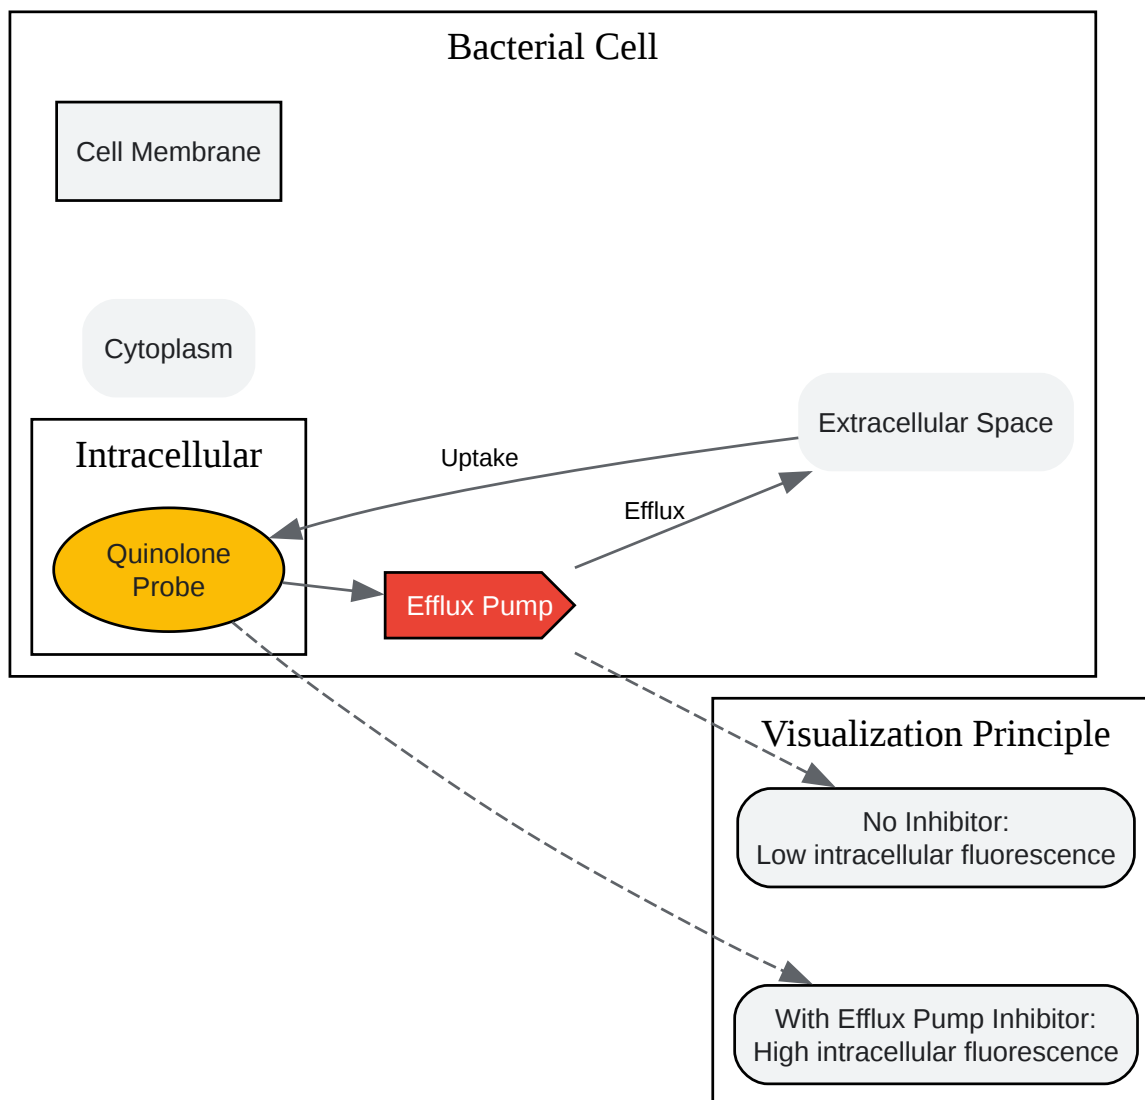 Bacterial Cell
Cell Membrane
Cytoplasm
Extracellular Space
Intracellular
Uptake
Efflux
Quinolone
Probe
Efflux Pump
Visualization Principle
No Inhibitor:
Low intracellular fluorescence
With Efflux Pump Inhibitor:
High intracellular fluorescence